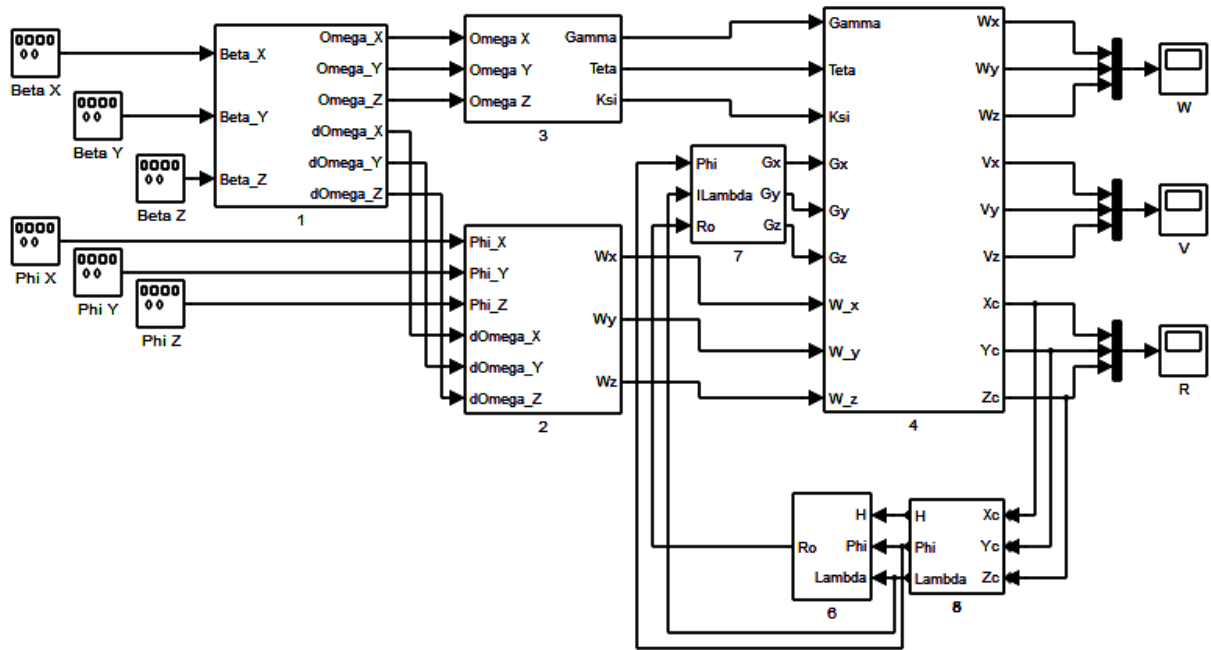 Beta X
Beta Y
Beta Z
Phi X
Phi Y
Phi Z
Beta_X
Beta_Y
Beta_Z
Omega_X
Omega_Y
Omega_Z
dOmega_X
dOmega_Y
dOmega_Z
1
Omega X
Omega Y
Omega Z
Gamma
Teta
Ksi
3
Phi_X
Phi_Y
Phi_Z
dOmega_X
dOmega_Y
dOmega_Z
Wx
Wy
Wz
2
Phi
lLambda
Ro
Gx
Gy
Gz
7
Gamma
Teta
Ksi
Gx
Gy
Gz
W_x
W_y
W_z
Wx
Wy
Wz
Vx
Vy
Vz
Xc
Yc
Zc
4
W
V
R
Ro
H
Phi
Lambda
6
H
Phi
Lambda
Xc
Yc
Zc